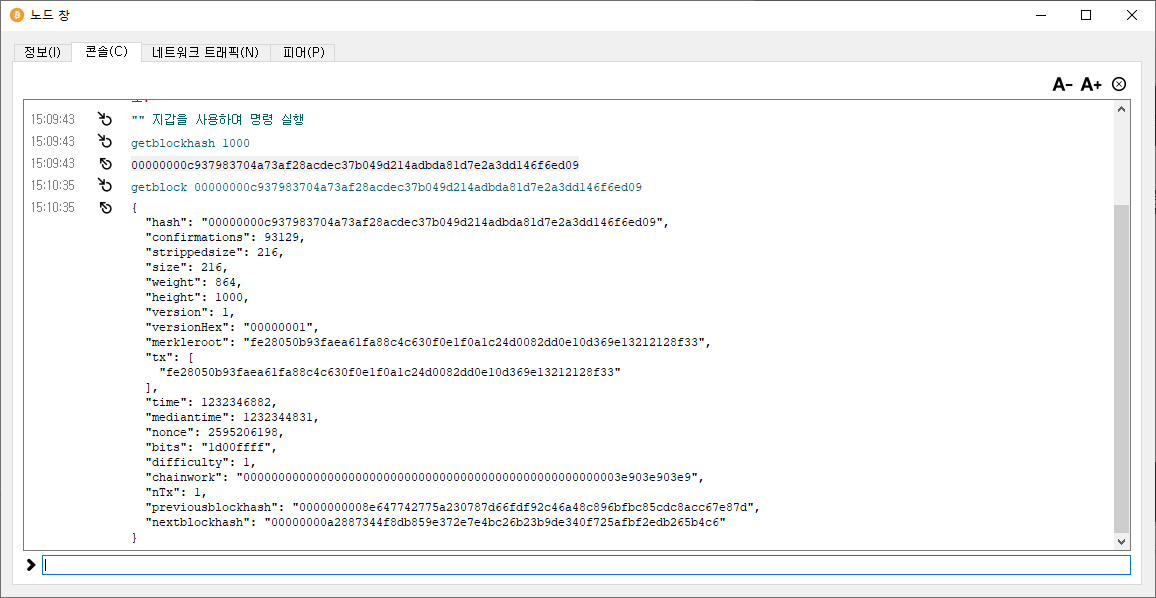 노드 창
정보(I) 콘솔(C) 네트워크 트래픽(N) 피어(P)
A- A+
15:09:43 "" 지갑을 사용하여 명령 실행
15:09:43 getblockhash 1000
15:09:43 00000000c937983704a73af28acdec37b049d214adbda81d7e2a3dd146f6ed09
15:10:35 getblock 00000000c937983704a73af28acdec37b049d214adbda81d7e2a3dd146f6ed09
15:10:35 {
"hash": "00000000c937983704a73af28acdec37b049d214adbda81d7e2a3dd146f6ed09",
"confirmations": 93129,
"strippedsize": 216,
"size": 216,
"weight": 864,
"height": 1000,
"version": 1,
"versionHex": "00000001",
"merkleroot": "fe28050b93faea61fa88c4c630f0e1f0a1c24d0082dd0e10d369e13212128f33",
"tx": [
"fe28050b93faea61fa88c4c630f0e1f0a1c24d0082dd0e10d369e13212128f33"
],
"time": 1232346882,
"mediantime": 1232344831,
"nonce": 2595206198,
"bits": "1d00ffff",
"difficulty": 1,
"chainwork": "000000000000000000000000000000000000000000000000000003e903e903e9",
"nTx": 1,
"previousblockhash": "0000000008e647742775a230787d66fdf92c46a48c896bfbc85cdc8acc67e87d",
"nextblockhash": "00000000a2887344f8db859e372e7e4bc26b23b9de340f725afbf2edb265b4c6"
}